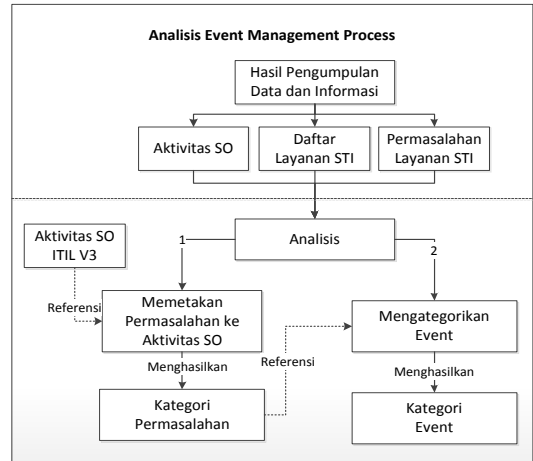 Analisis Event Management Process
Hasil Pengumpulan
Data dan Informasi
Aktivitas SO
Daftar
Layanan STI
Permasalahan
Layanan STI
Analisis
Aktivitas SO
ITIL V3
1
2
Referensi
Memetakan
Permasalahan ke
Aktivitas SO
Mengategorikan
Event
Menghasilkan
Referensi
Menghasilkan
Kategori
Permasalahan
Kategori
Event